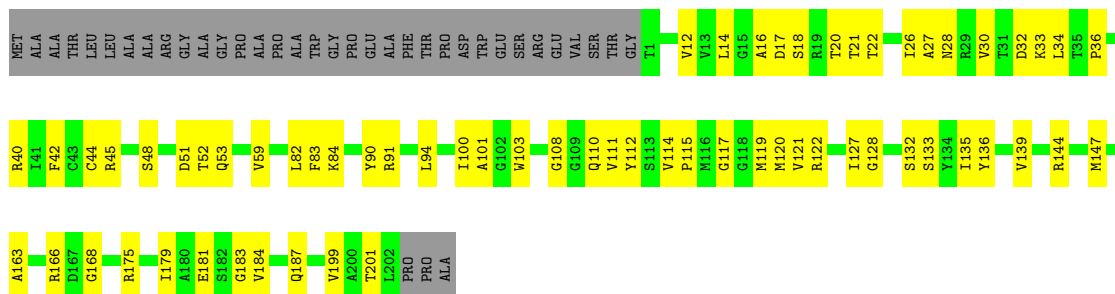 MET ALA ALA THR LEU LEU ALA ALA ARG GLY ALA GLY PRO ALA PRO ALA TRP GLY PRO GLU ALA PHE THR PRO ASP TRP GLU SER ARG GLU VAL SER THR GLY T1 V12 V13 L14 G15 A16 D17 S18 R19 T20 T21 T22 I26 A27 N28 R29 V30 T31 D32 K33 L34 T35 P36
R40 I41 F42 C43 C44 R45 S48 D51 T52 Q53 V59 L82 F83 K84 Y90 R91 L94 I100 A101 G102 W103 G108 G109 Q110 V111 Y112 S113 V114 P115 M116 G117 G118 M119 M120 V121 R122 I127 G128 S132 S133 Y134 I135 Y136 V139 R144 M147
A163 R166 D167 G168 R175 I179 A180 E181 S182 G183 V184 Q187 V199 A200 T201 L202 PRO PRO ALA